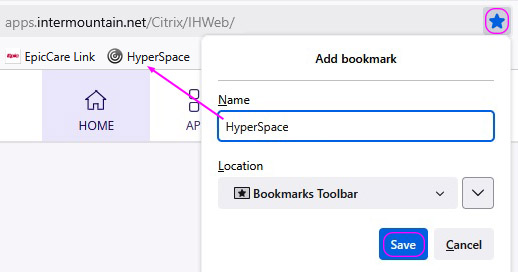 apps.intermountain.net/Citrix/IHWeb/
EpicCare Link HyperSpace
Add bookmark
HOME
AP
Name
HyperSpace
Location
Bookmarks Toolbar
Save Cancel